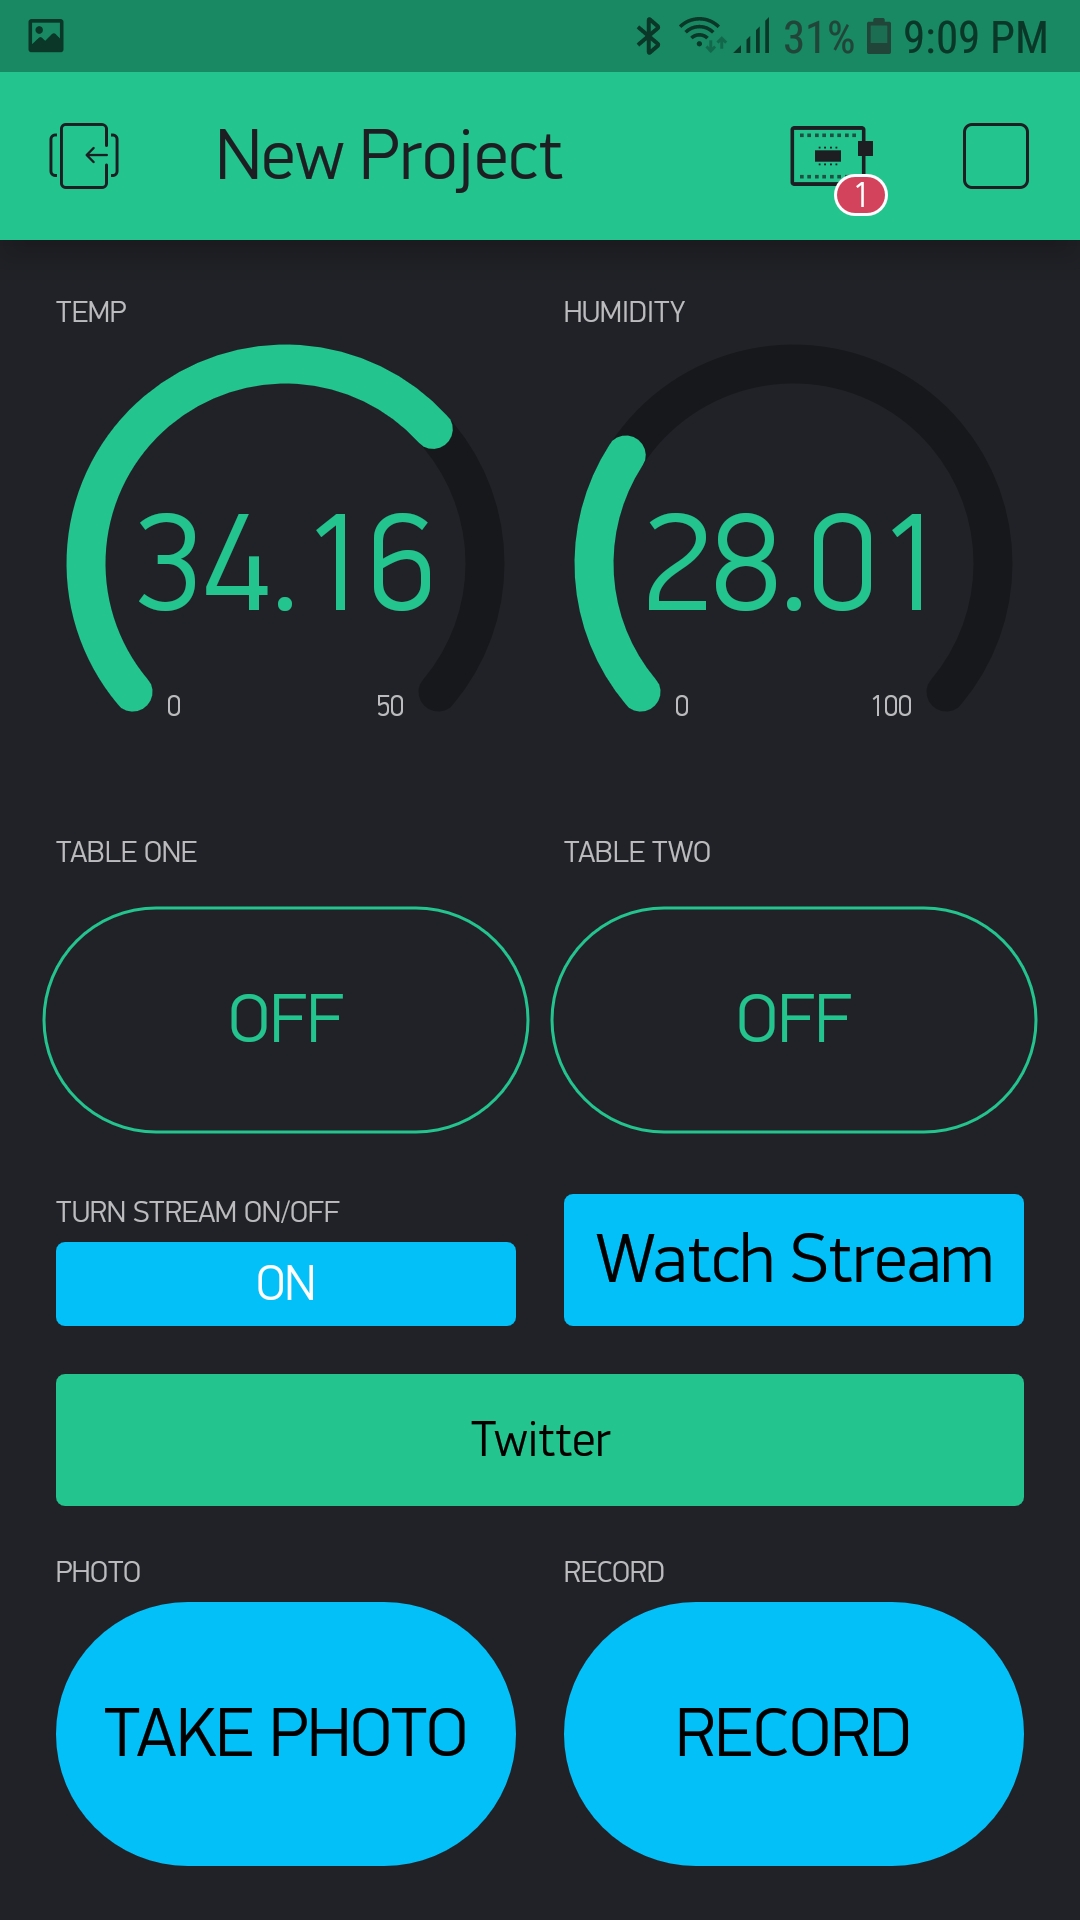 31% 9:09 PM
New Project
1
TEMP HUMIDITY
34.16 28.01
0 50 0 100
TABLE ONE TABLE TWO
OFF OFF
TURN STREAM ON/OFF
ON Watch Stream
Twitter
PHOTO RECORD
TAKE PHOTO RECORD